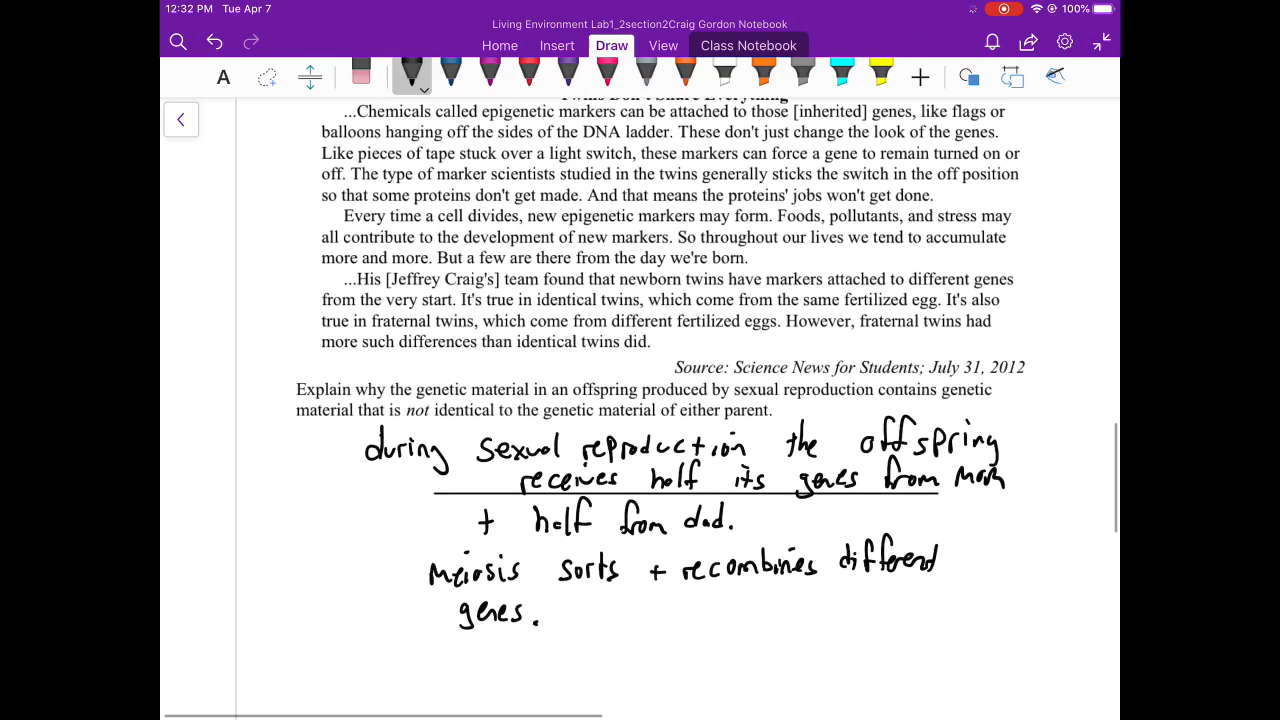 12:32 PM Tue Apr 7
100%
Living Environment Lab1_2section2Craig Gordon Notebook
Home Insert Draw View Class Notebook
A
Twins Don't Share Everything
...Chemicals called epigenetic markers can be attached to those [inherited] genes, like flags or
balloons hanging off the sides of the DNA ladder. These don't just change the look of the genes.
Like pieces of tape stuck over a light switch, these markers can force a gene to remain turned on or
off. The type of marker scientists studied in the twins generally sticks the switch in the off position
so that some proteins don't get made. And that means the proteins' jobs won't get done.
Every time a cell divides, new epigenetic markers may form. Foods, pollutants, and stress may
all contribute to the development of new markers. So throughout our lives we tend to accumulate
more and more. But a few are there from the day we're born.
...His [Jeffrey Craig's] team found that newborn twins have markers attached to different genes
from the very start. It's true in identical twins, which come from the same fertilized egg. It's also
true in fraternal twins, which come from different fertilized eggs. However, fraternal twins had
more such differences than identical twins did.
Source: Science News for Students; July 31, 2012
Explain why the genetic material in an offspring produced by sexual reproduction contains genetic
material that is not identical to the genetic material of either parent.
during sexual reproduction the offspring
receives half its genes from mom
+ half from dad.
meiosis sorts + recombines different
genes.